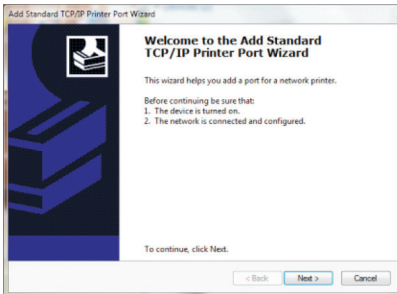 Add Standard TCP/IP Printer Port Wizard
Welcome to the Add Standard
TCP/IP Printer Port Wizard
This wizard helps you add a port for a network printer.
Before continuing be sure that:
1. The device is turned on.
2. The network is connected and configured.
To continue, click Next.
< Back
Next >
Cancel